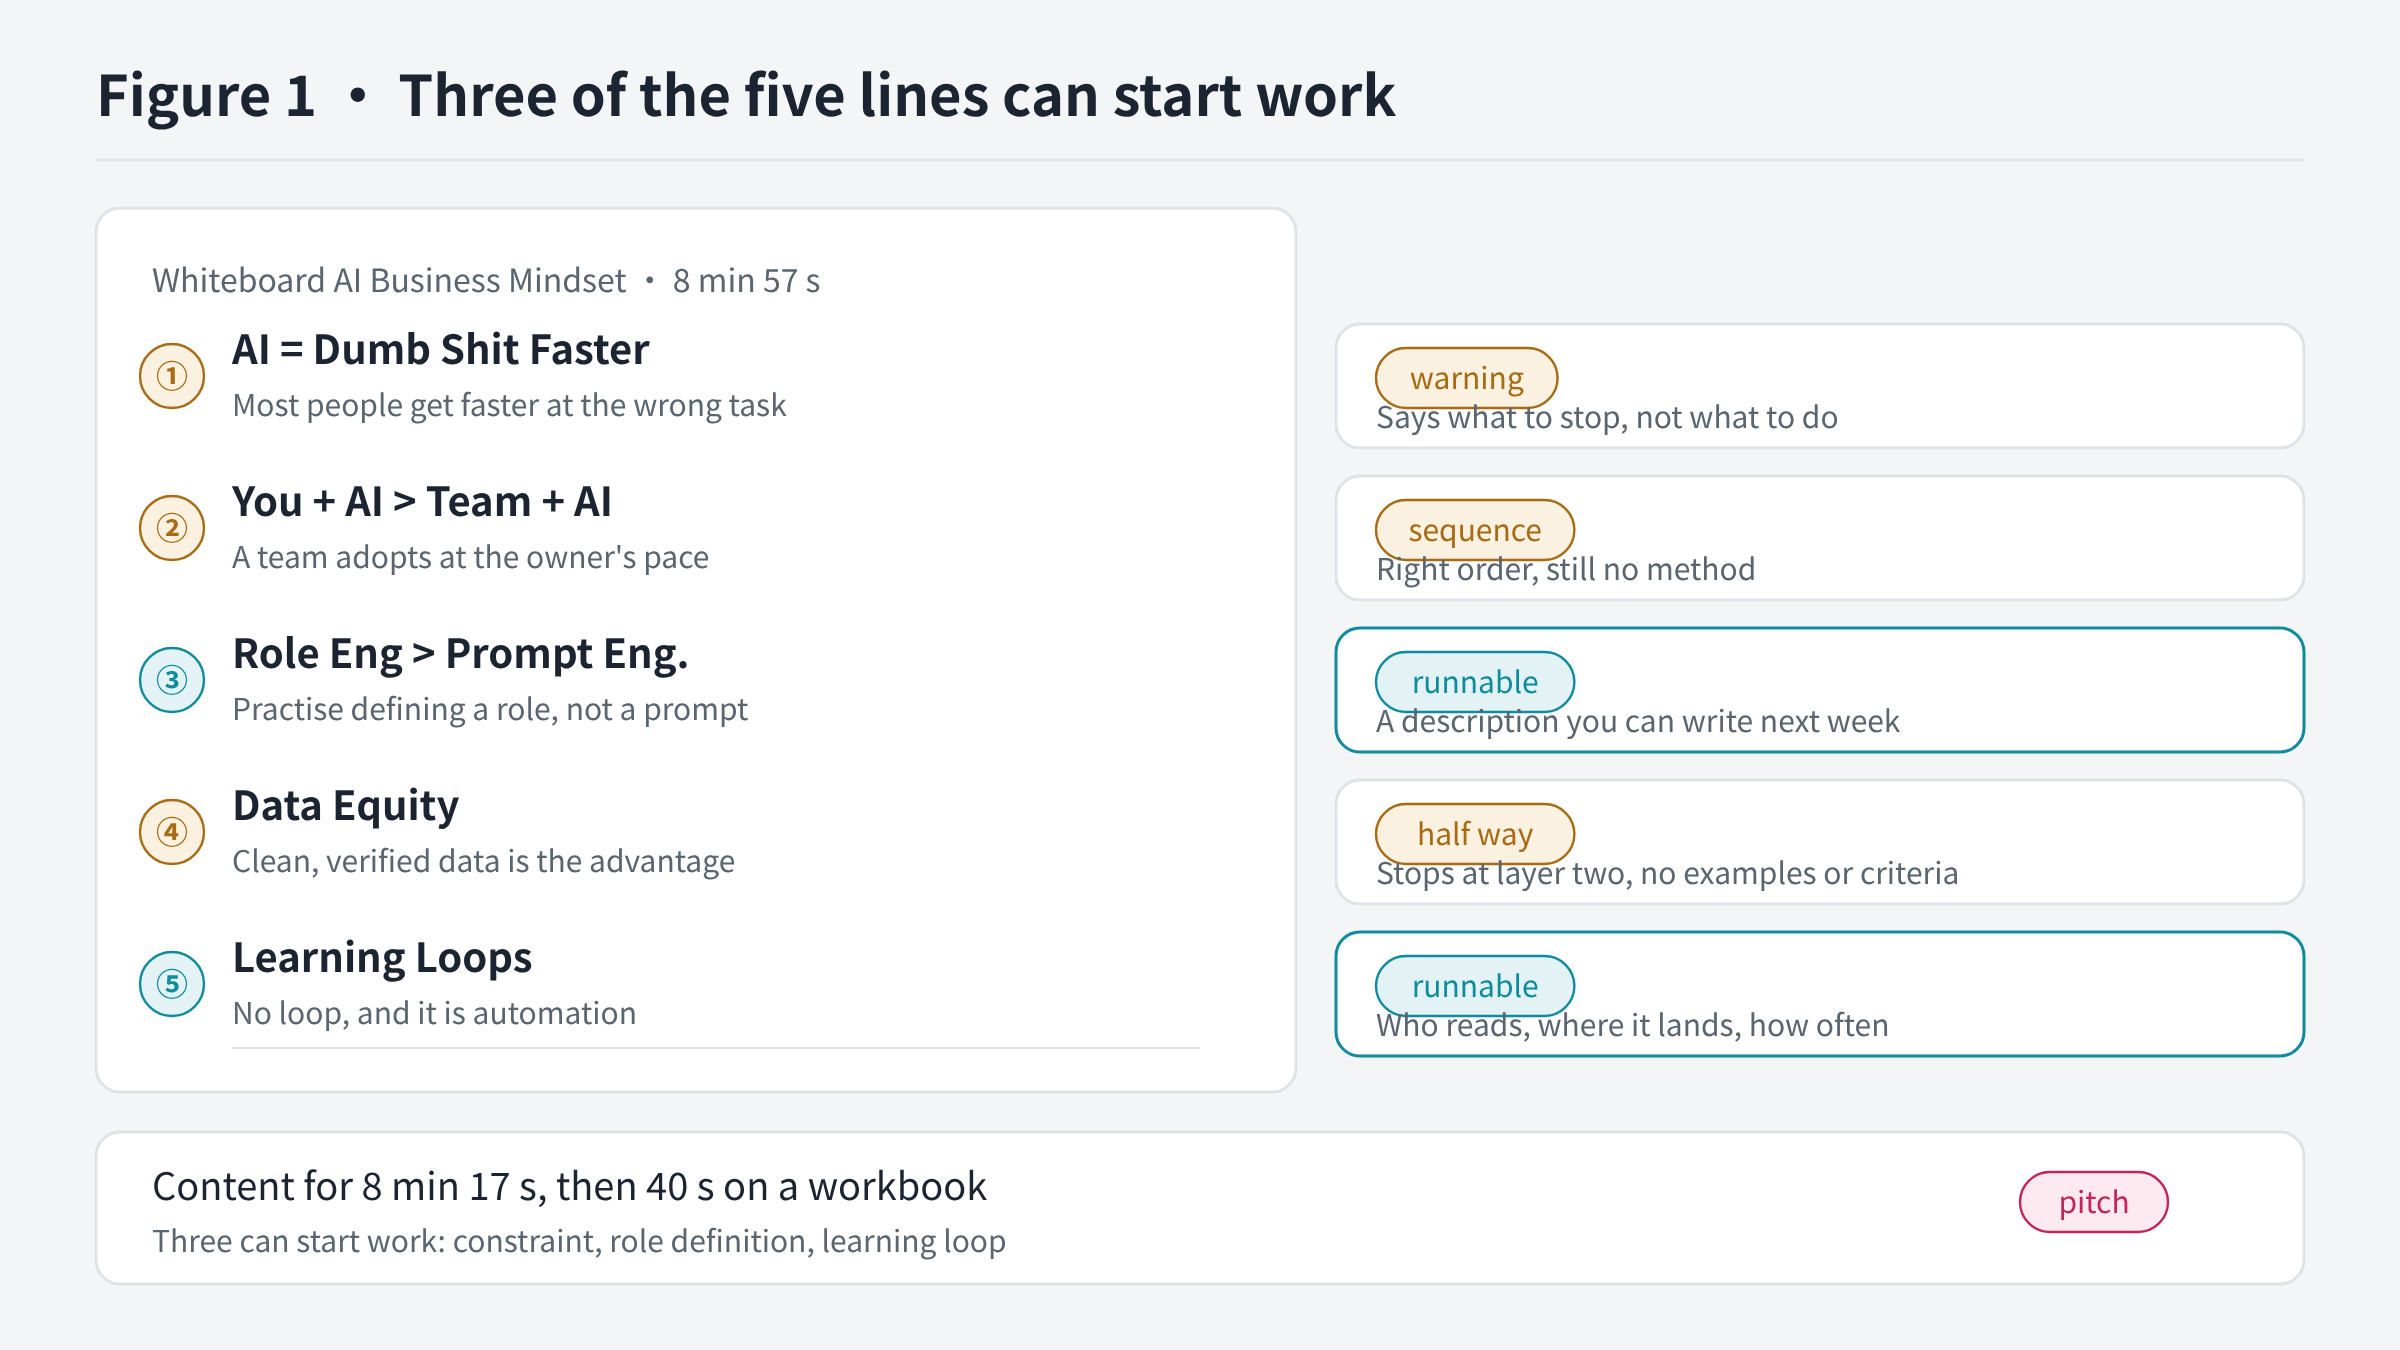 Figure 1 • Three of the five lines can start work
Whiteboard AI Business Mindset • 8 min 57 s
① AI = Dumb Shit Faster
Most people get faster at the wrong task
warning
Says what to stop, not what to do
② You + AI > Team + AI
A team adopts at the owner's pace
sequence
Right order, still no method
③ Role Eng > Prompt Eng.
Practise defining a role, not a prompt
runnable
A description you can write next week
④ Data Equity
Clean, verified data is the advantage
half way
Stops at layer two, no examples or criteria
⑤ Learning Loops
No loop, and it is automation
runnable
Who reads, where it lands, how often
Content for 8 min 17 s, then 40 s on a workbook
Three can start work: constraint, role definition, learning loop
pitch